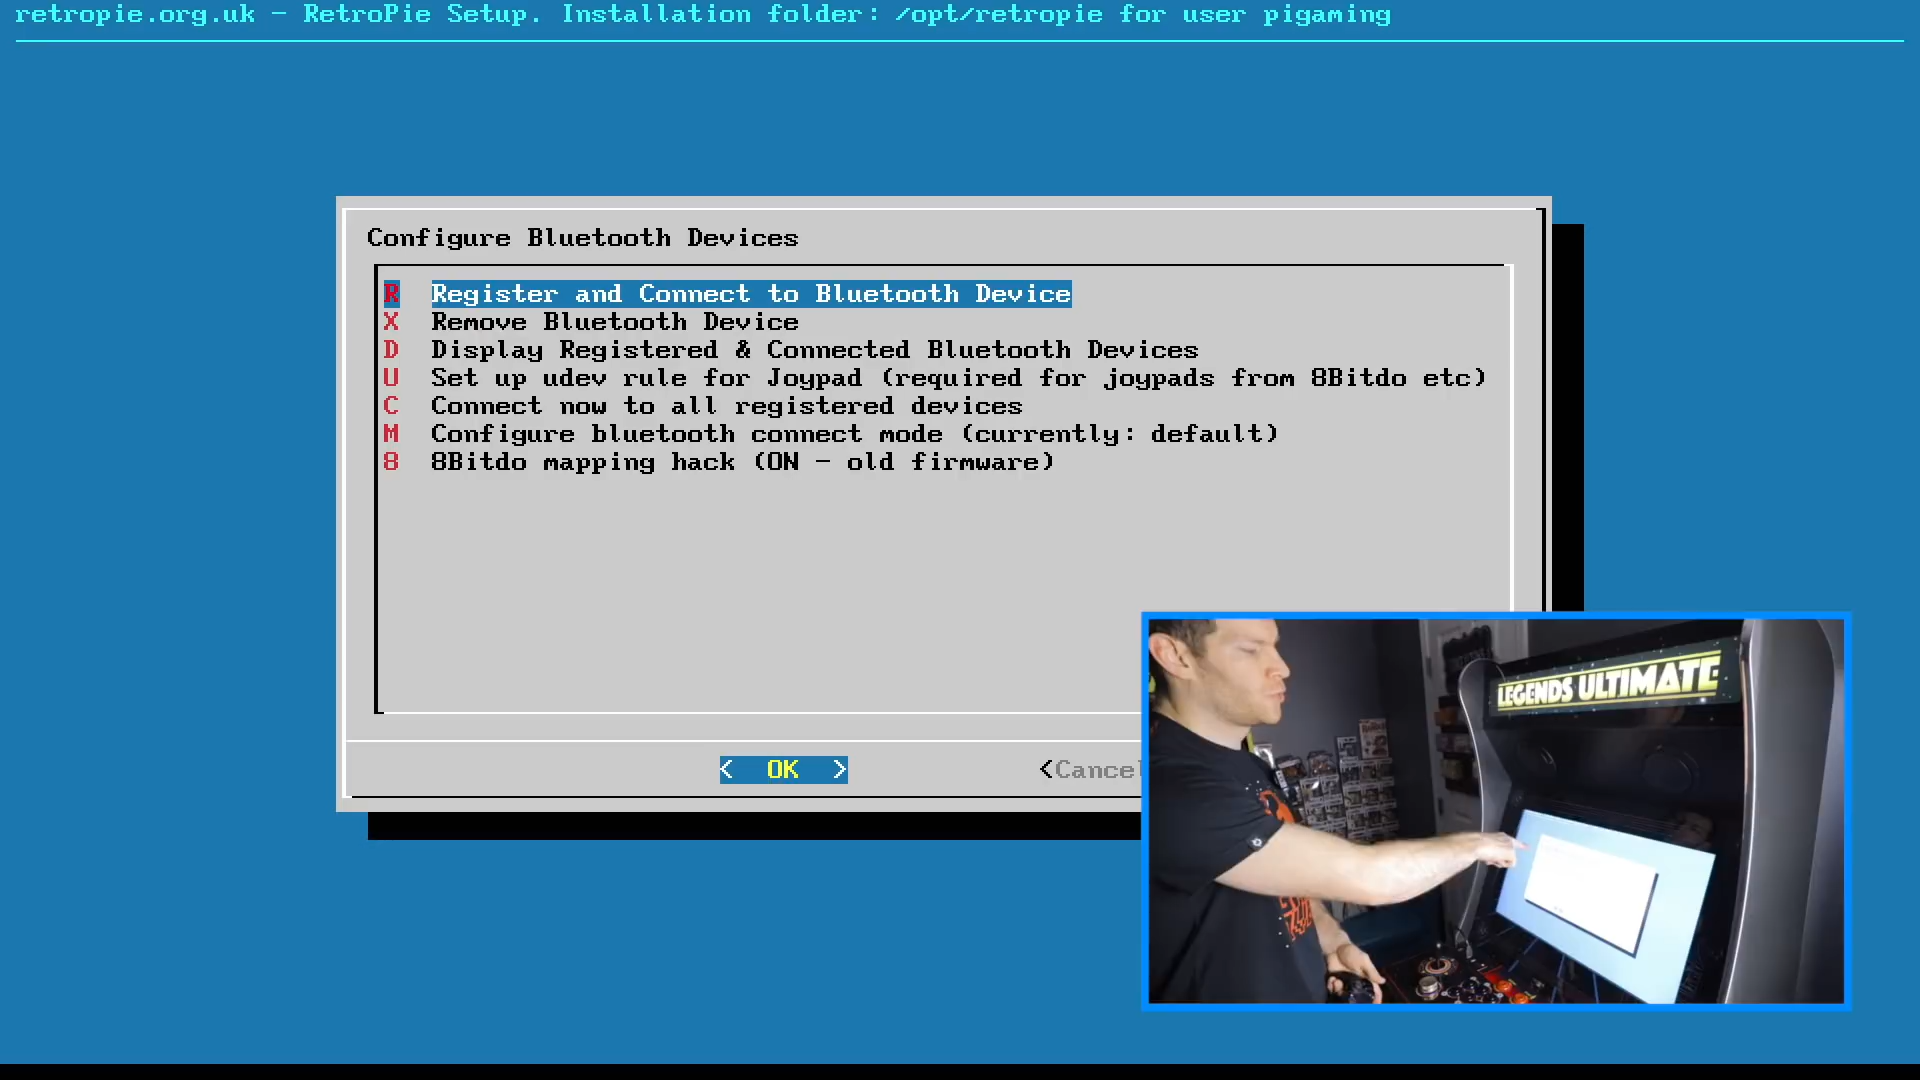 retropie.org.uk - RetroPie Setup. Installation folder: /opt/retropie for user pigaming
Configure Bluetooth Devices
R Register and Connect to Bluetooth Device
X Remove Bluetooth Device
D Display Registered & Connected Bluetooth Devices
U Set up udev rule for Joypad (required for joypads from 8Bitdo etc)
C Connect now to all registered devices
M Configure bluetooth connect mode (currently: default)
8 8Bitdo mapping hack (ON - old firmware)
< OK > <Cancel
LEGENDS ULTIMATE